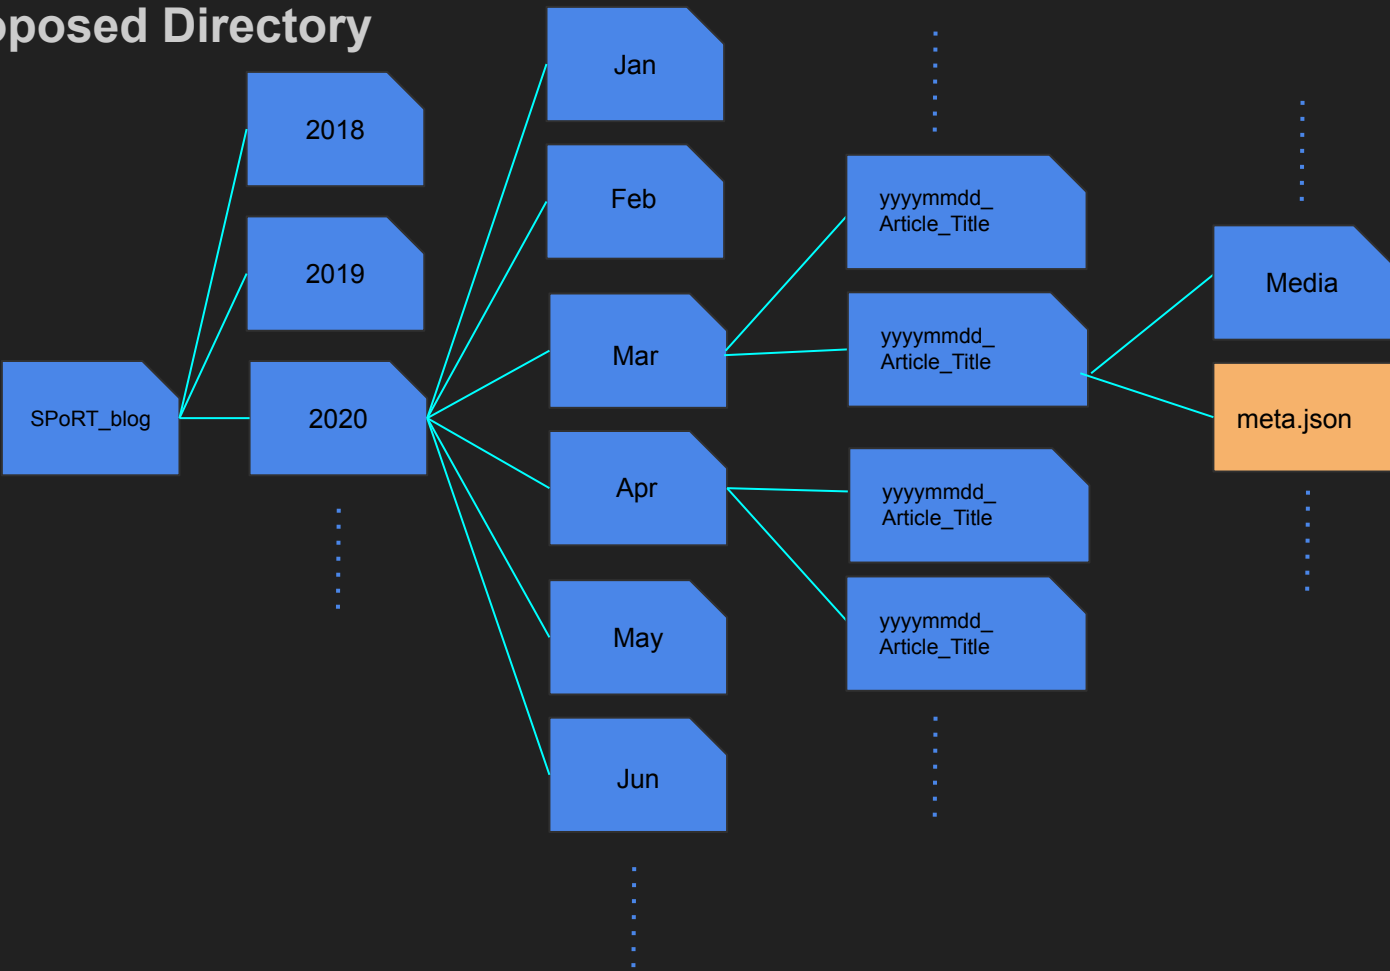 posed Directory
SPoRT_blog
2018
2019
2020
Jan
Feb
Mar
Apr
May
Jun
yyyymmdd_
Article_Title
yyyymmdd_
Article_Title
yyyymmdd_
Article_Title
yyyymmdd_
Article_Title
Media
meta.json